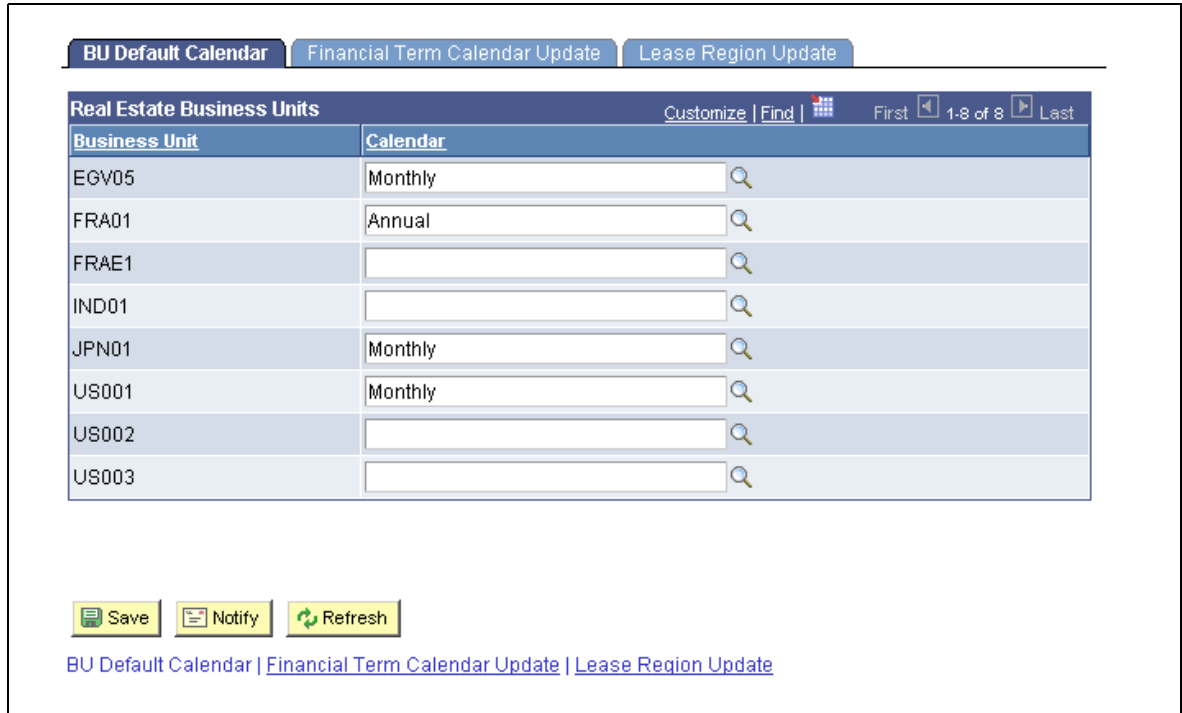 BU Default Calendar Financial Term Calendar Update Lease Region Update
Real Estate Business Units Customize | Find | First 1-8 of 8 Last
Business Unit Calendar
EGV05 Monthly
FRA01 Annual
FRAE1
IND01
JPN01 Monthly
US001 Monthly
US002
US003
Save Notify Refresh
BU Default Calendar | Financial Term Calendar Update | Lease Region Update